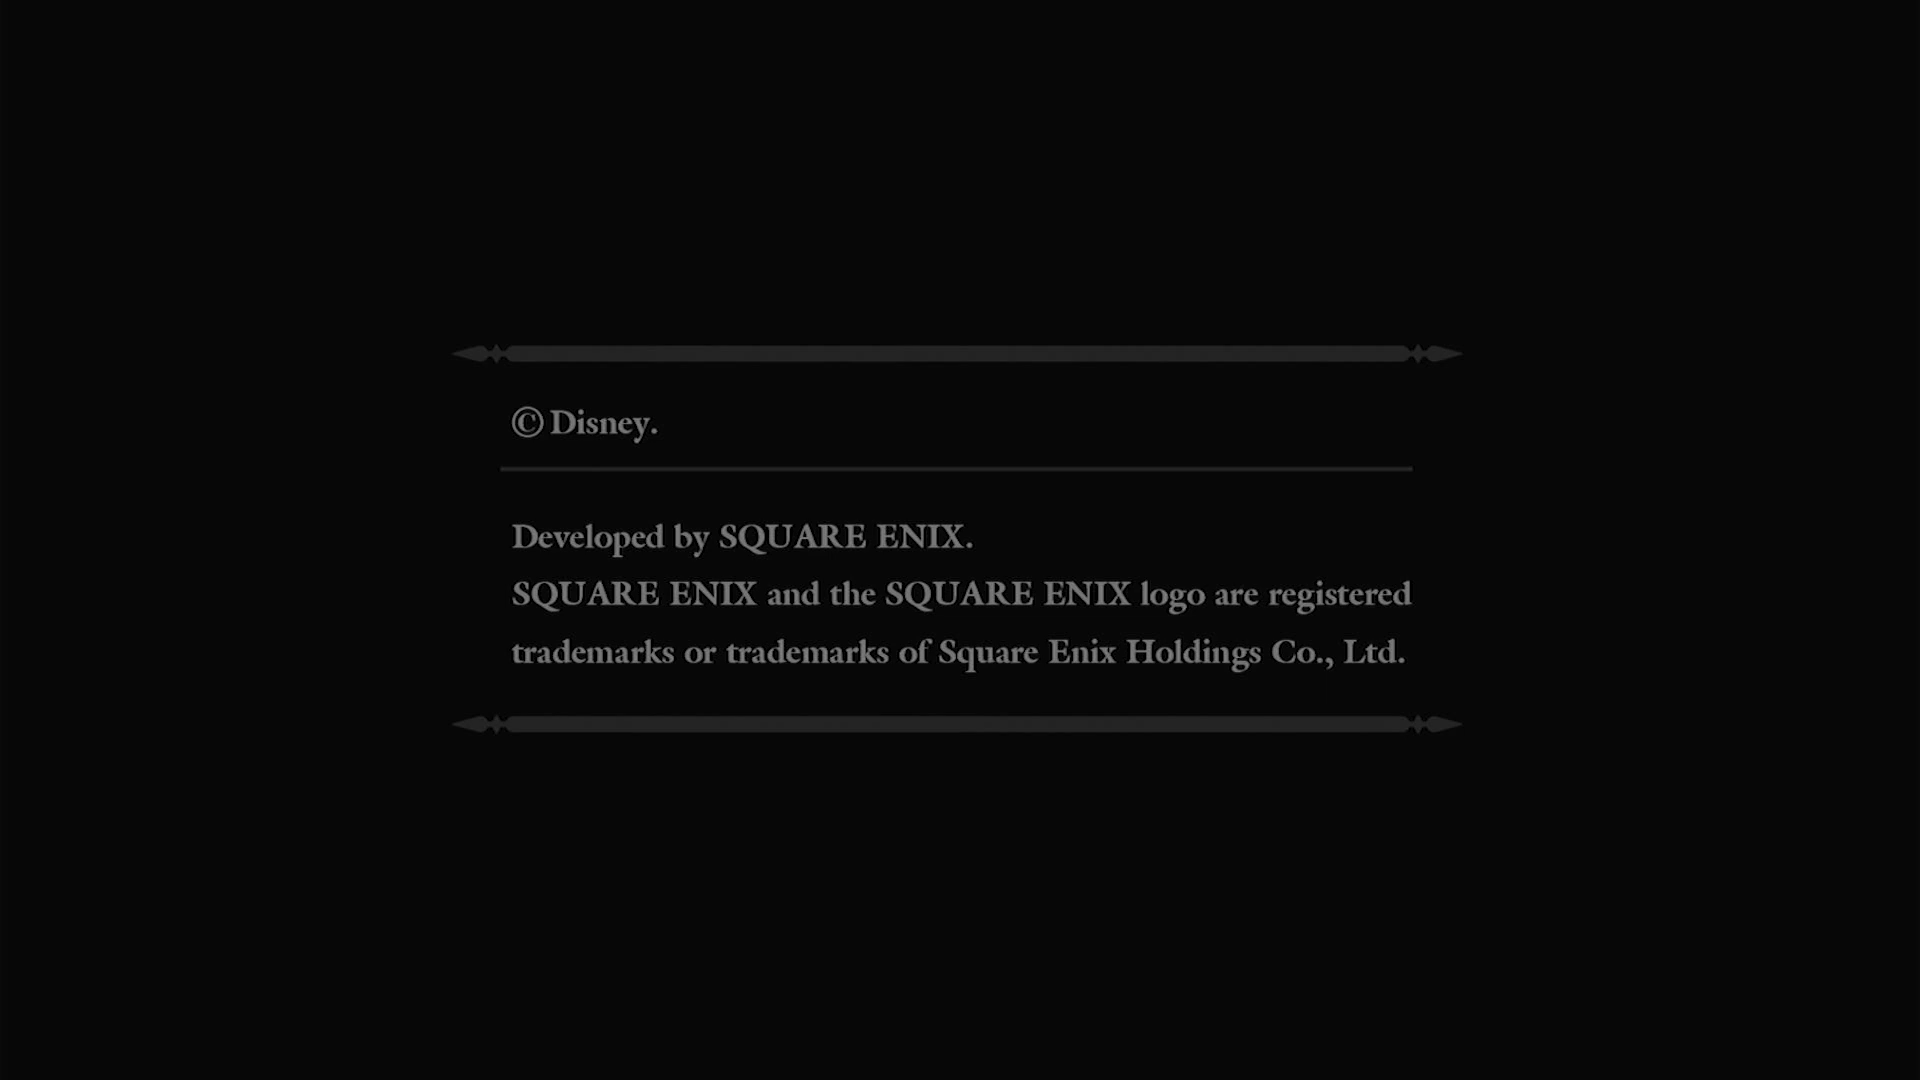 © Disney.
Developed by SQUARE ENIX.
SQUARE ENIX and the SQUARE ENIX logo are registered
trademarks or trademarks of Square Enix Holdings Co., Ltd.